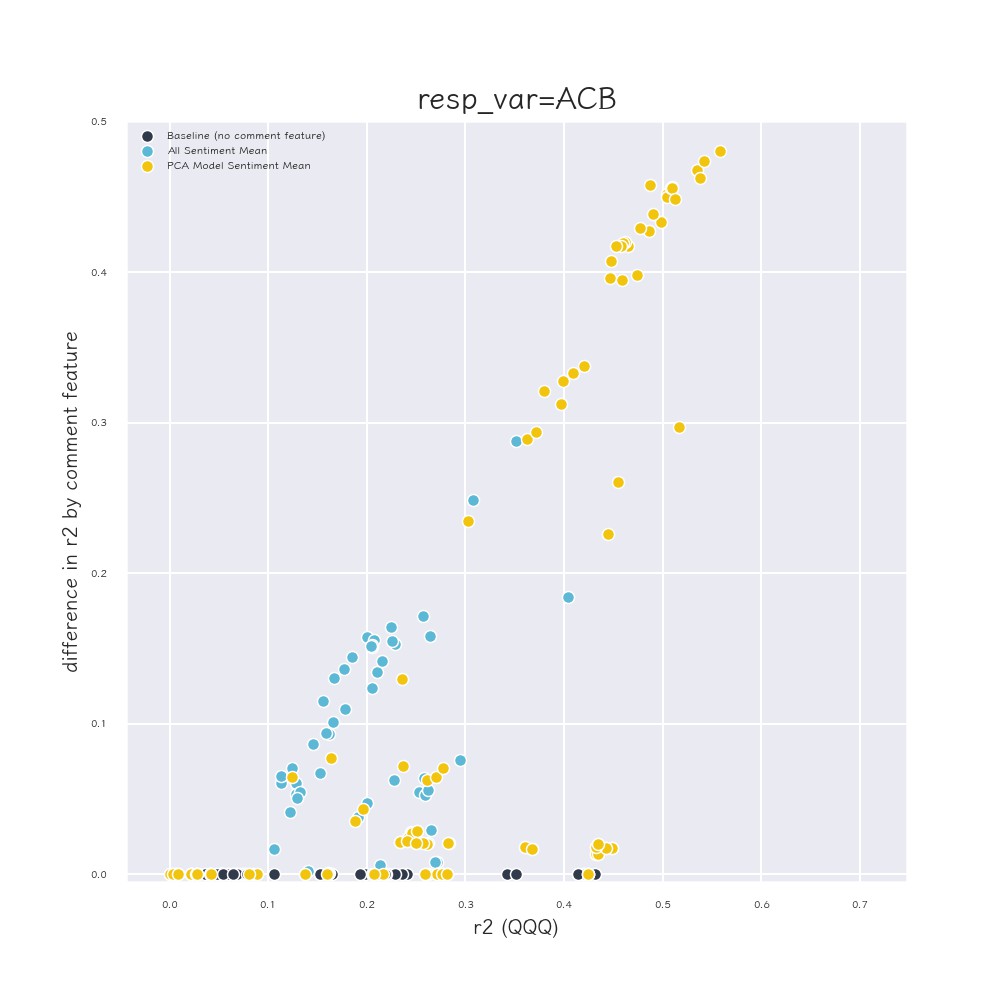 resp_var=ACB
Baseline (no comment feature)
All Sentiment Mean
PCA Model Sentiment Mean
0.5
0.4
0.3
0.2
0.1
0.0
difference in r2 by comment feature
0.0 0.1 0.2 0.3 0.4 0.5 0.6 0.7
r2 (QQQ)